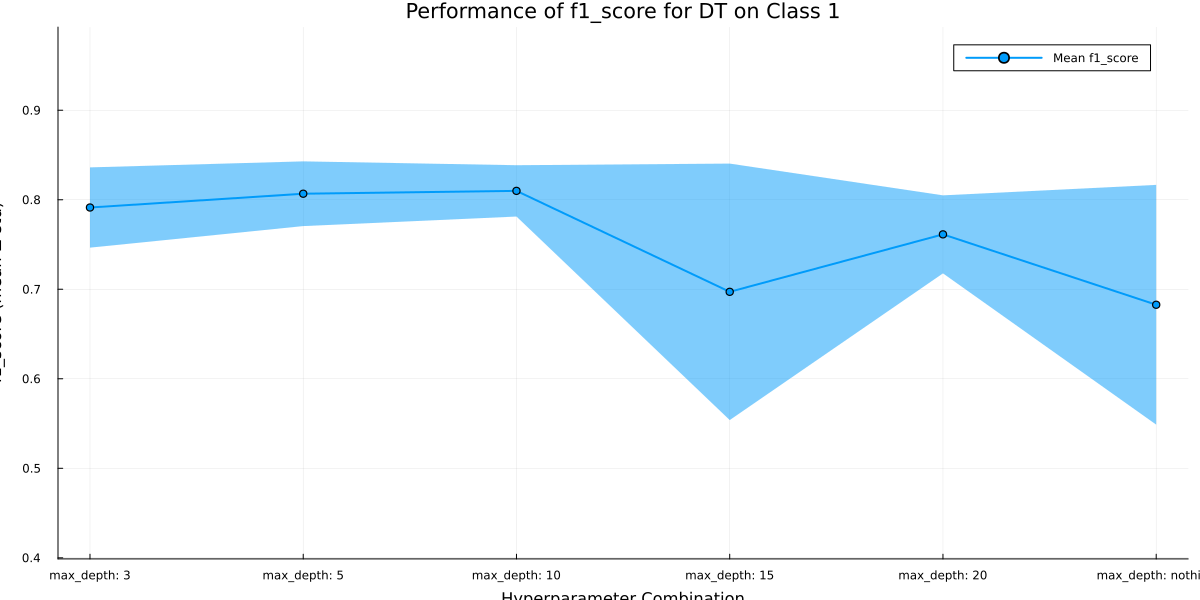 Performance of f1_score for DT on Class 1
Mean f1_score
0.9
0.8
0.7
0.6
0.5
0.4
max_depth: 3
max_depth: 5
max_depth: 10
max_depth: 15
max_depth: 20
max_depth: nothi
Hyperparameter Combination